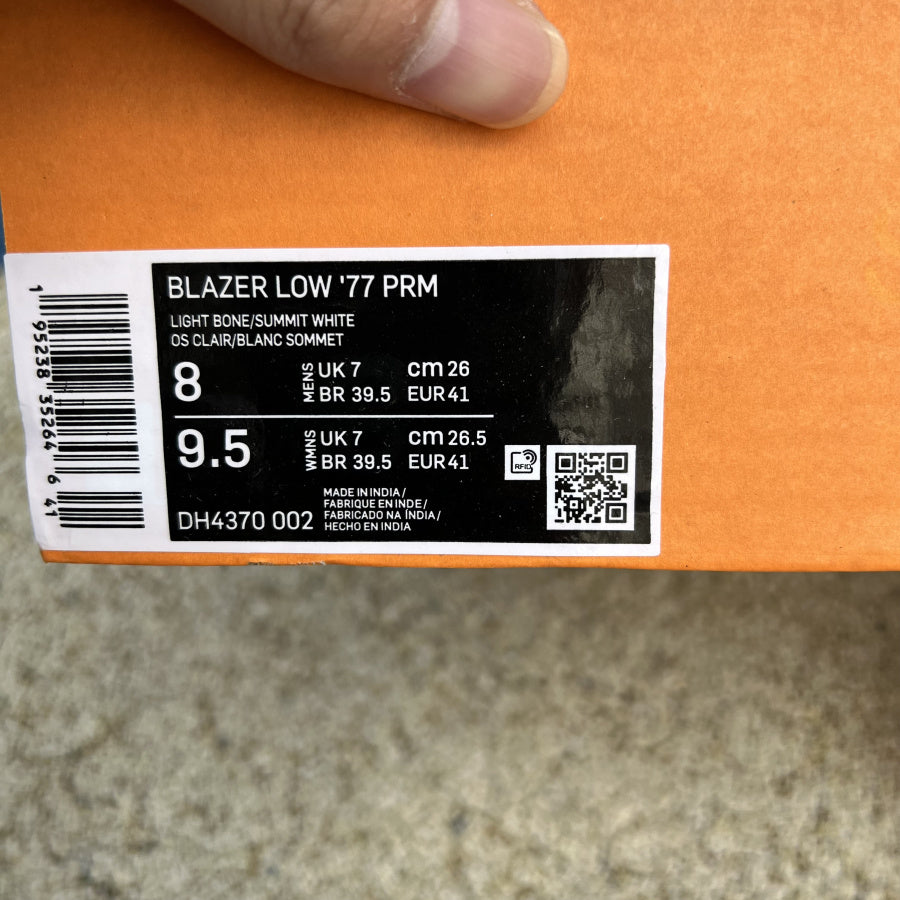 BLAZER LOW '77 PRM
LIGHT BONE/SUMMIT WHITE
OS CLAIR/BLANC SOMMET
8 MENS UK 7 cm 26
BR 39.5 EUR 41
9.5 WMNS UK 7 cm 26.5
BR 39.5 EUR 41
RFID
DH4370 002
MADE IN INDIA /
FABRIQUE EN INDE /
FABRICADO NA ÍNDIA /
HECHO EN INDIA
1 95238 35264 6 41